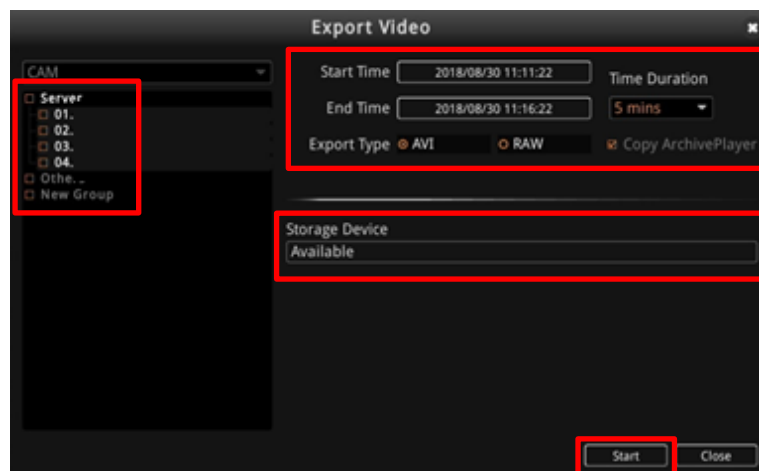 Export Video
CAM
Server
01.
02.
03.
04.
Othe._
New Group
Start Time 2018/08/30 11:11:22
Time Duration
End Time 2018/08/30 11:16:22
5 mins
Export Type AVI RAW
Copy ArchivePlayer
Storage Device
Available
Start Close